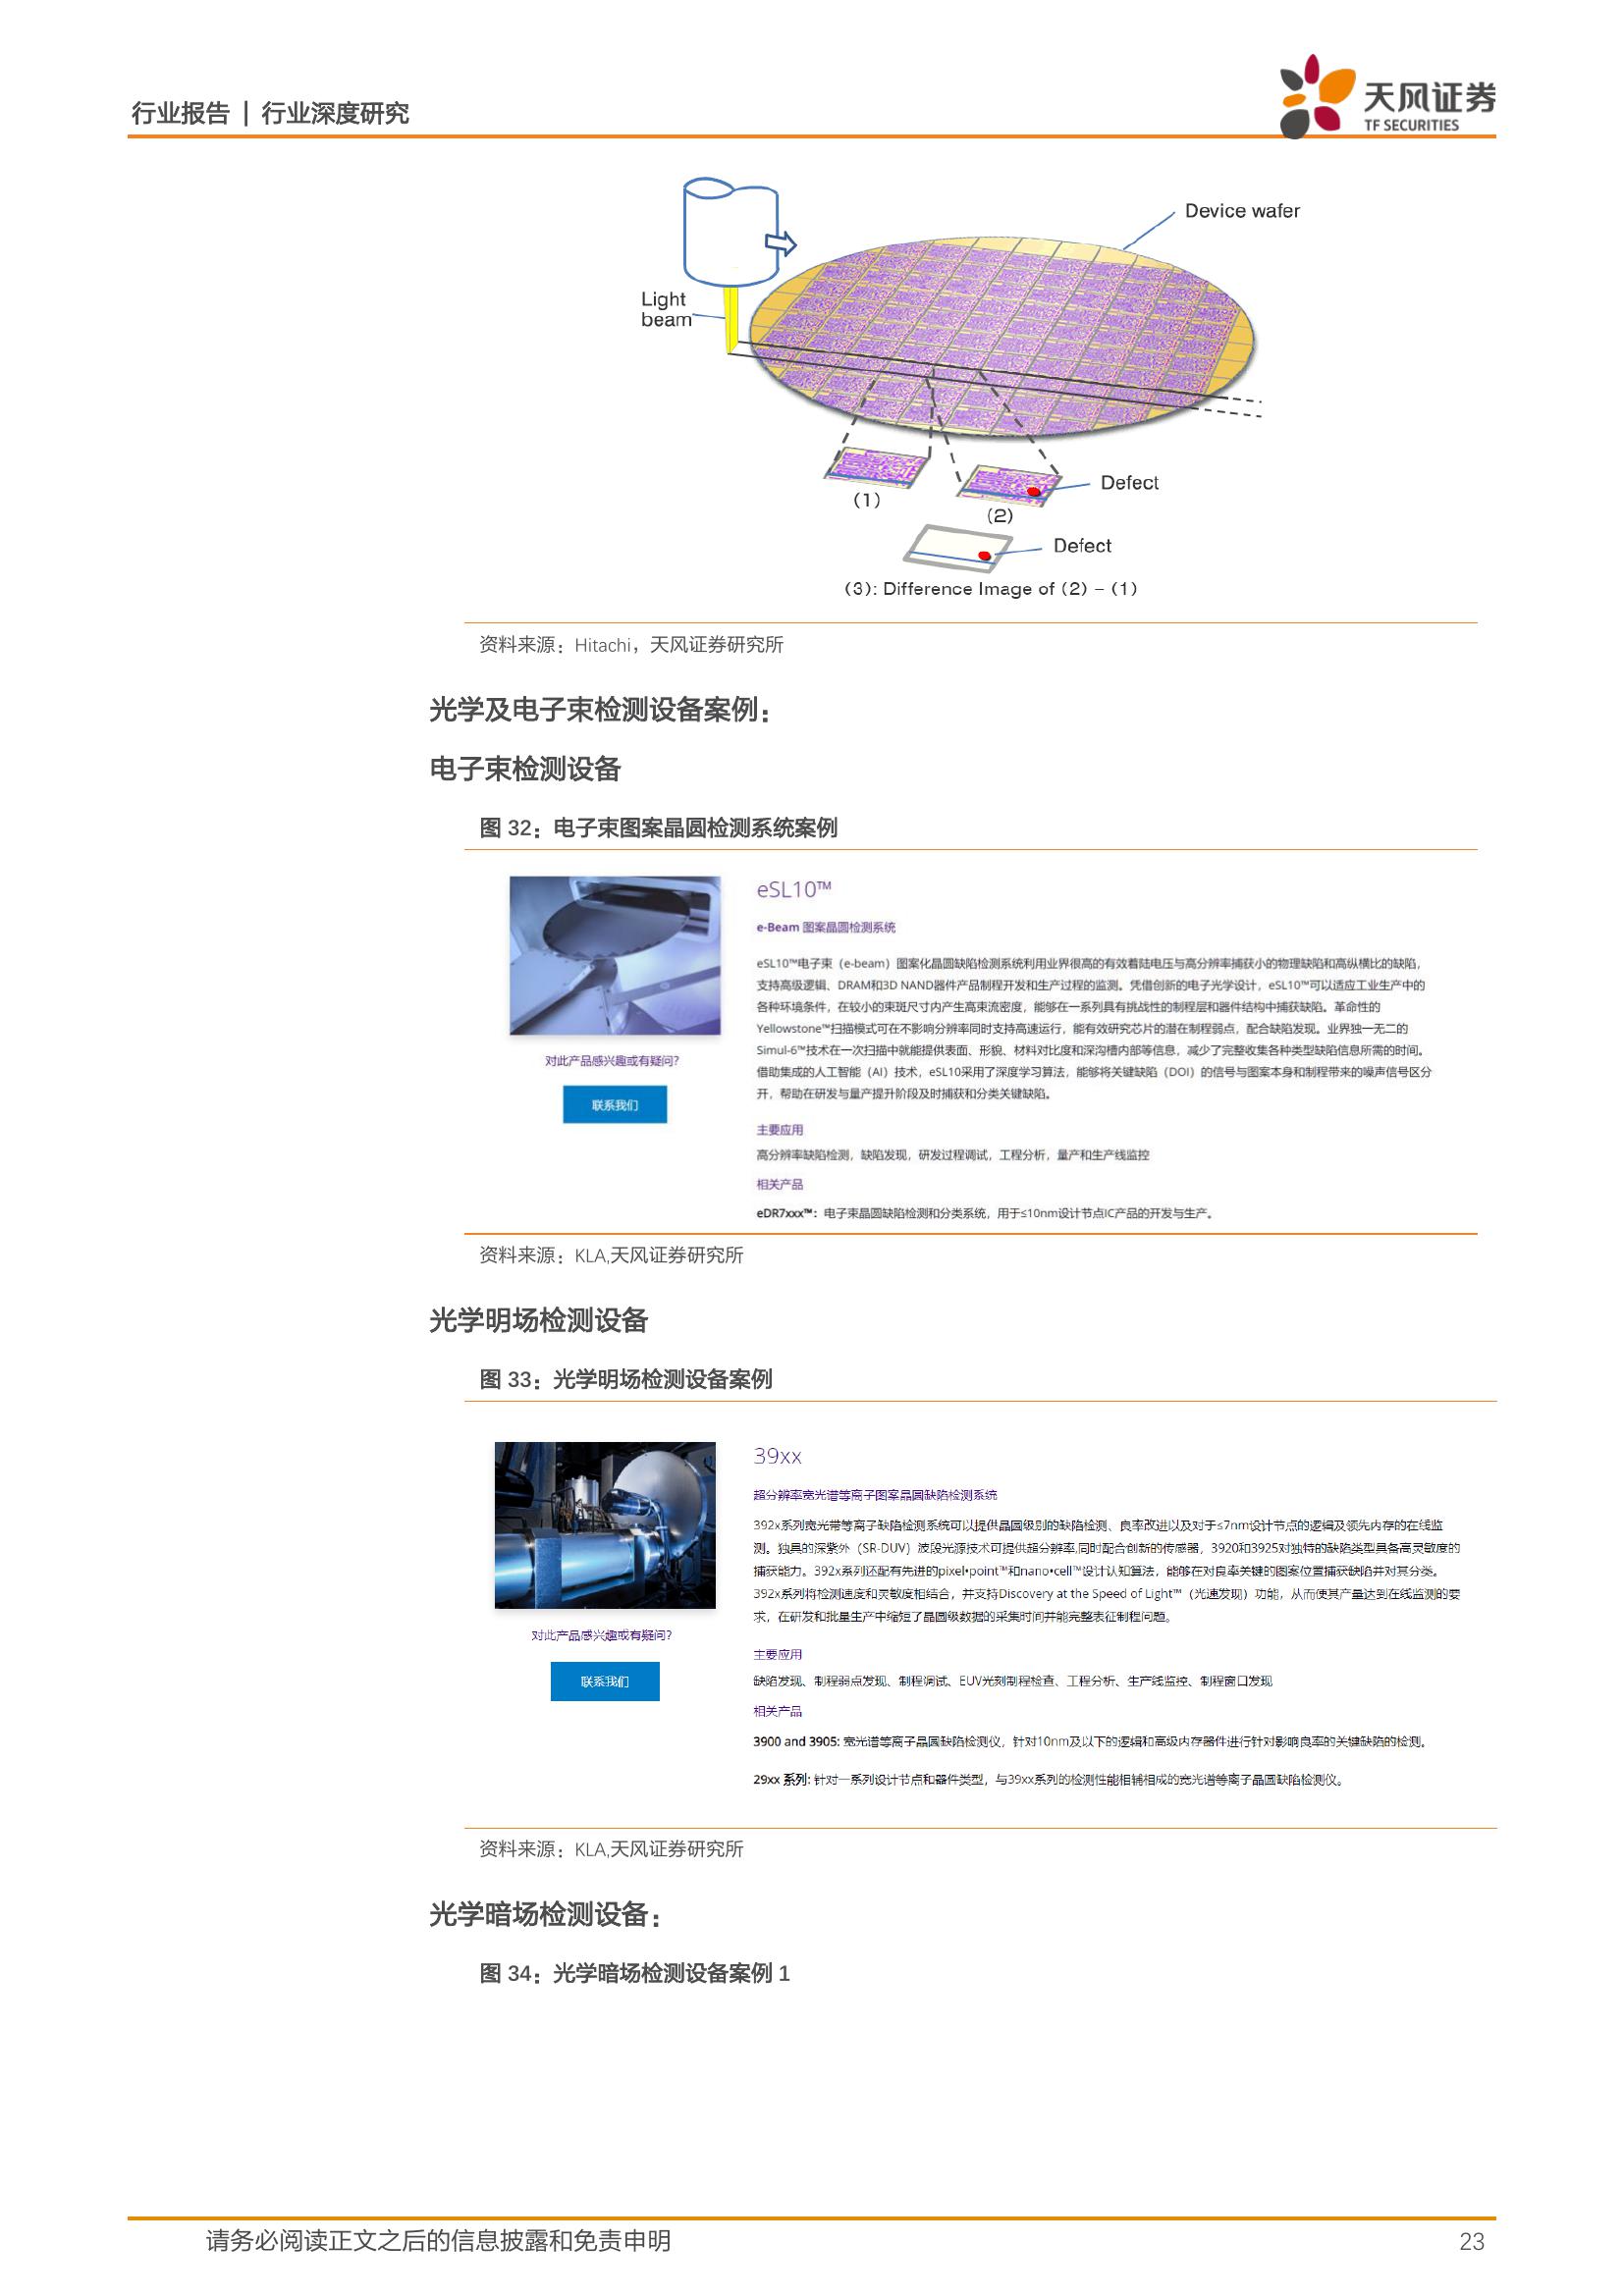 行业报告 | 行业深度研究
天风证券
TF SECURITIES
Device wafer
Light
beam
Defect
(1)
(2)
Defect
(3): Difference Image of (2) – (1)
资料来源：Hitachi，天风证券研究所
光学及电子束检测设备案例：
电子束检测设备
图 32：电子束图案晶圆检测系统案例
eSL10™
e-Beam 图案晶圆检测系统
eSL10™电子束（e-beam）图案化晶圆缺陷检测系统利用业界很高的有效着陆电压与高分辨率捕获小的物理缺陷和高纵横比的缺陷，
支持高级逻辑、DRAM和3D NAND器件产品制程开发和生产过程的监测。凭借创新的电子光学设计，eSL10™可以适应工业生产中的
各种环境条件，在较小的束斑尺寸内产生高束流密度，能够在一系列具有挑战性的制程层和器件结构中捕获缺陷。革命性的
Yellowstone™扫描模式可在不影响分辨率同时支持高速运行，能有效研究芯片的潜在制程弱点，配合缺陷发现。业界独一无二的
Simul-6™技术在一次扫描中就能提供表面、形貌、材料对比度和深沟槽内部等信息，减少了完整收集各种类型缺陷信息所需的时间。
借助集成的人工智能（AI）技术，eSL10采用了深度学习算法，能够将关键缺陷（DOI）的信号与图案本身和制程带来的噪声信号区分
开，帮助在研发与量产提升阶段及时捕获和分类关键缺陷。
对此产品感兴趣或有疑问？
联系我们
主要应用
高分辨率缺陷检测，缺陷发现，研发过程调试，工程分析，量产和生产线监控
相关产品
eDR7xxx™：电子束晶圆缺陷检测和分类系统，用于≤10nm设计节点IC产品的开发与生产。
资料来源：KLA,天风证券研究所
光学明场检测设备
图 33：光学明场检测设备案例
39xx
超分辨率宽光谱等离子图案晶圆缺陷检测系统
392x系列宽光带等离子缺陷检测系统可以提供晶圆级别的缺陷检测、良率改进以及对于≤7nm设计节点的逻辑及领先内存的在线监
测。独具的深紫外（SR-DUV）波段光源技术可提供超分辨率,同时配合创新的传感器，3920和3925对独特的缺陷类型具备高灵敏度的
捕获能力。392x系列还配有先进的pixel•point™和nano•cell™设计认知算法，能够在对良率关键的图案位置捕获缺陷并对其分类。
392x系列将检测速度和灵敏度相结合，并支持Discovery at the Speed of Light™（光速发现）功能，从而使其产量达到在线监测的要
求，在研发和批量生产中缩短了晶圆级数据的采集时间并能完整表征制程问题。
对此产品感兴趣或有疑问？
联系我们
主要应用
缺陷发现、制程弱点发现、制程调试、EUV光刻制程检查、工程分析、生产线监控、制程窗口发现
相关产品
3900 and 3905: 宽光谱等离子晶圆缺陷检测仪，针对10nm及以下的逻辑和高级内存器件进行针对影响良率的关键缺陷的检测。
29xx 系列: 针对一系列设计节点和器件类型，与39xx系列的检测性能相辅相成的宽光谱等离子晶圆缺陷检测仪。
资料来源：KLA,天风证券研究所
光学暗场检测设备：
图 34：光学暗场检测设备案例 1
请务必阅读正文之后的信息披露和免责申明
23